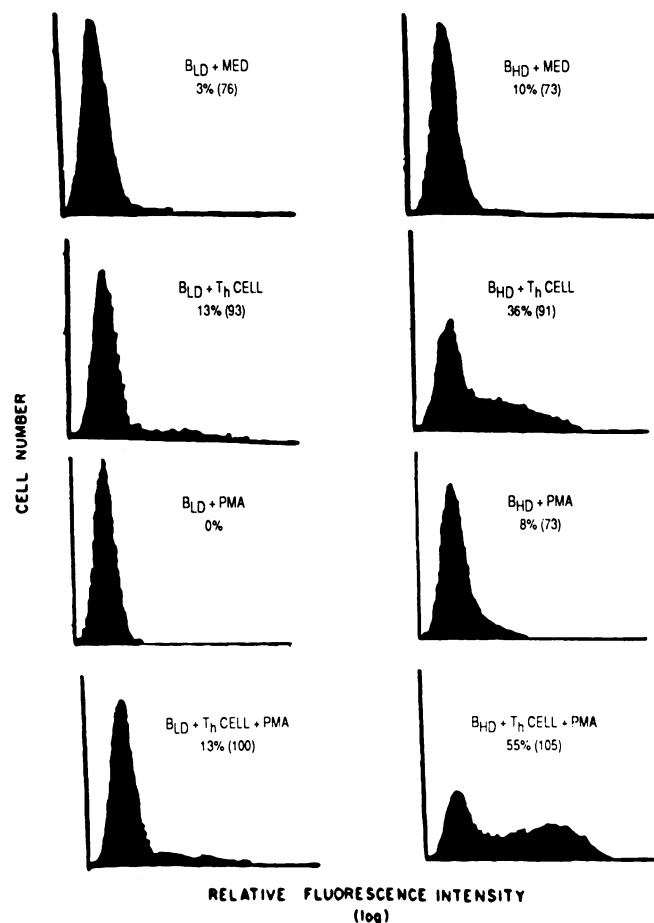 B_LD + MED
3% (76)
B_HD + MED
10% (73)
B_LD + T_h CELL
13% (93)
B_HD + T_h CELL
36% (91)
B_LD + PMA
0%
B_HD + PMA
8% (73)
B_LD + T_h CELL + PMA
13% (100)
B_HD + T_h CELL + PMA
55% (105)
CELL NUMBER
RELATIVE FLUORESCENCE INTENSITY
(log)